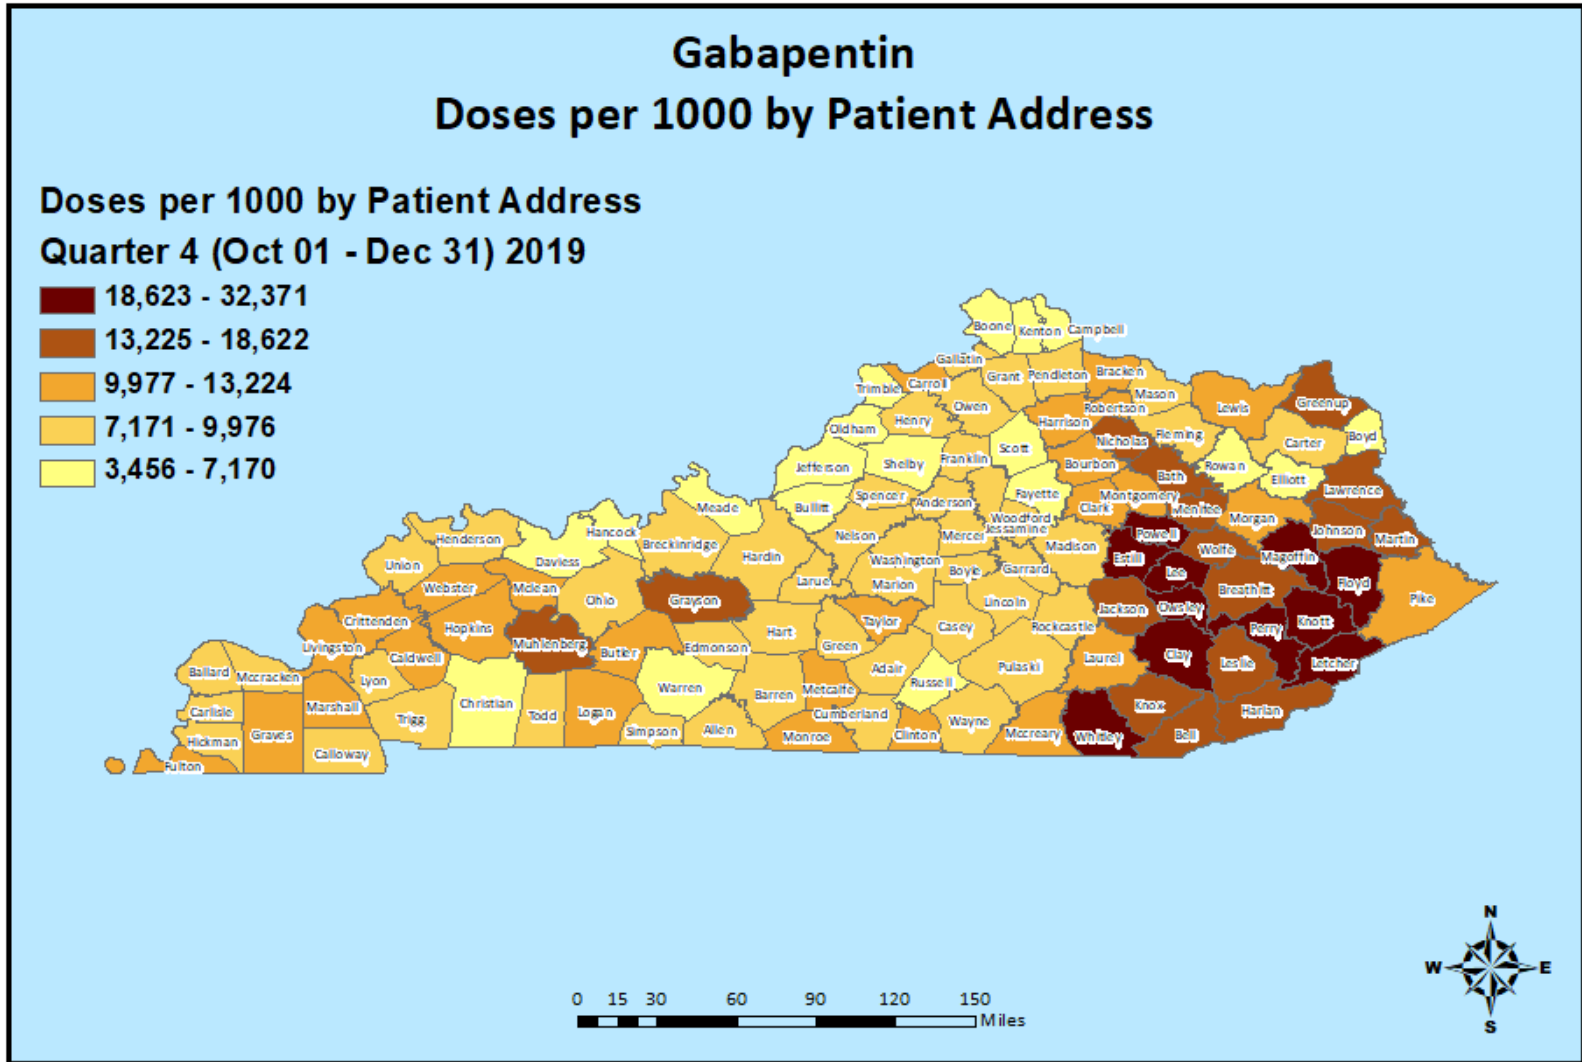 Gabapentin
Doses per 1000 by Patient Address
Doses per 1000 by Patient Address
Quarter 4 (Oct 01 - Dec 31) 2019
18,623 - 32,371
13,225 - 18,622
9,977 - 13,224
7,171 - 9,976
3,456 - 7,170
Boone
Kenton
Campbell
Gallatin
Grant
Pendleton
Bracken
Trimble
Carroll
Owen
Mason
Robertson
Lewis
Greenup
Henry
Harrison
Oldham
Nicholas
Fleming
Carter
Boyd
Scott
Jefferson
Shelby
Franklin
Bourbon
Rowan
Bath
Elliott
Lawrence
Meade
Bullitt
Spencer
Anderson
Fayette
Clark
Montgomery
Menifee
Morgan
Woodford
Jessamine
Hancock
Breckinridge
Nelson
Mercer
Madison
Powell
Johnson
Martin
Henderson
Daviess
Hardin
Washington
Estill
Wolfe
Magoffin
Union
Larue
Marion
Boyle
Garrard
Lee
Floyd
Webster
Mclean
Ohio
Grayson
Lincoln
Jackson
Owsley
Breathitt
Pike
Crittenden
Hopkins
Muhlenberg
Hart
Green
Taylor
Casey
Rockcastle
Perry
Knott
Livingston
Caldwell
Butler
Edmonson
Adair
Pulaski
Laurel
Clay
Leslie
Letcher
Ballard
Mccracken
Lyon
Warren
Barren
Metcalfe
Russell
Carlisle
Marshall
Trigg
Christian
Todd
Logan
Cumberland
Knox
Harlan
Hickman
Graves
Simpson
Allen
Monroe
Clinton
Wayne
Mccreary
Whitley
Bell
Fulton
Calloway
N
W
E
S
0 15 30 60 90 120 150
Miles